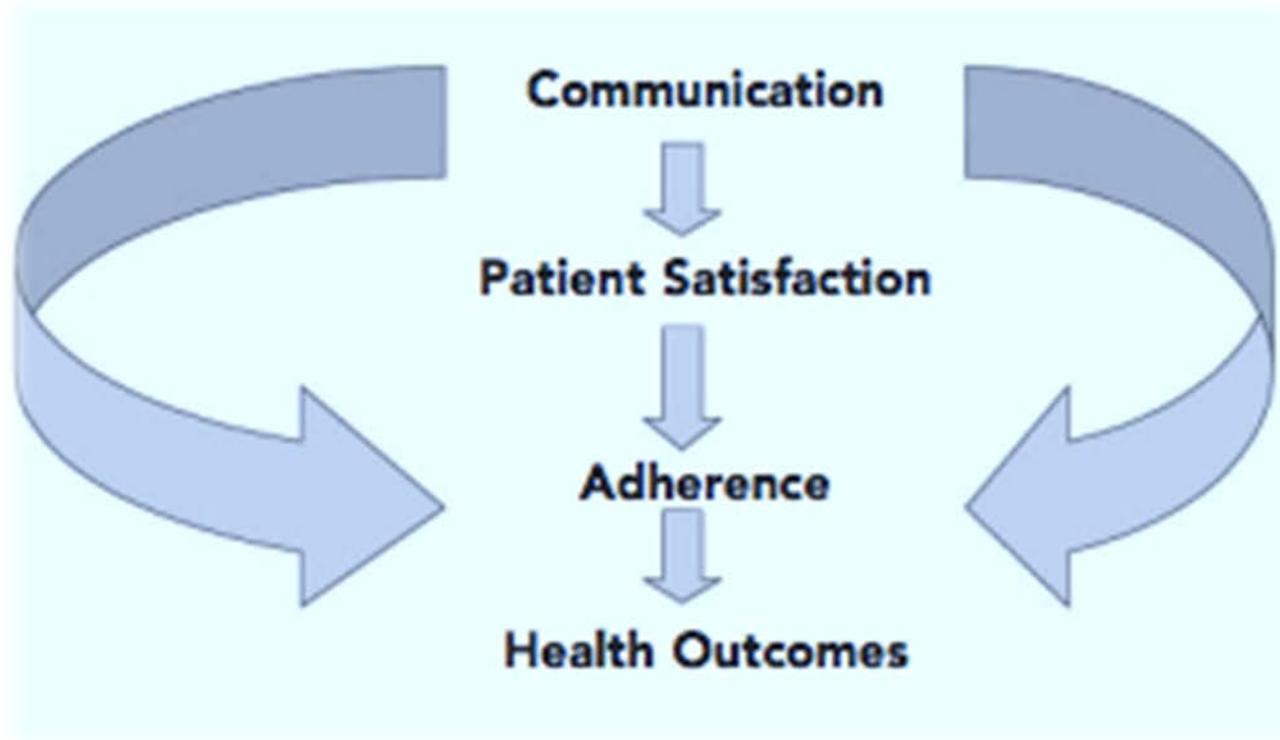 Communication
Patient Satisfaction
Adherence
Health Outcomes